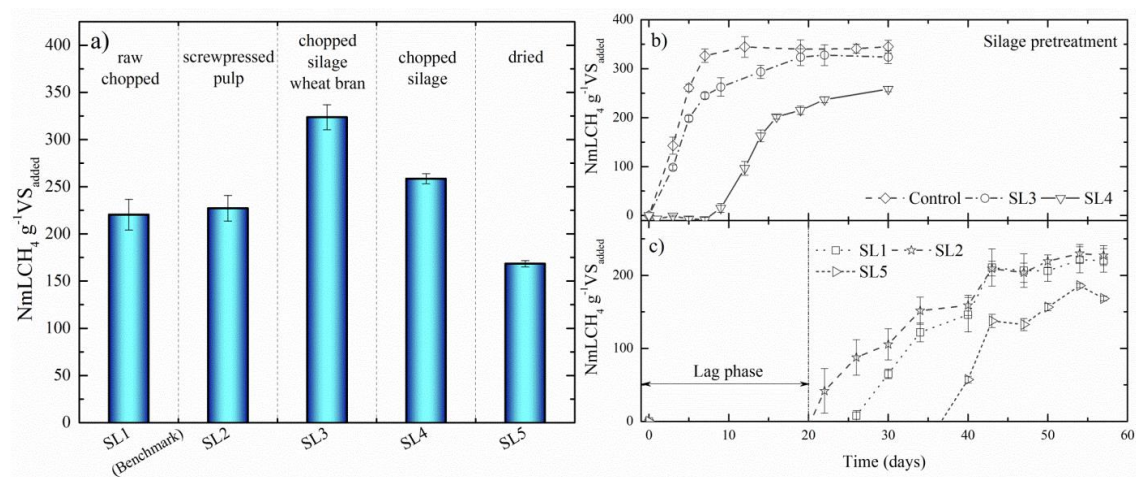 a)
raw
chopped
screwpressed
pulp
chopped
silage
wheat bran
chopped
silage
dried
NmLCH4 g-1VSadded
400
350
300
250
200
150
100
50
0
SL1
(Benchmark)
SL2
SL3
SL4
SL5
b)
Silage pretreatment
NmLCH4 g-1VSadded
400
300
200
100
0
Control
SL3
SL4
c)
SL1
SL2
SL5
NmLCH4 g-1VSadded
200
100
0
Lag phase
0
10
20
30
40
50
60
Time (days)